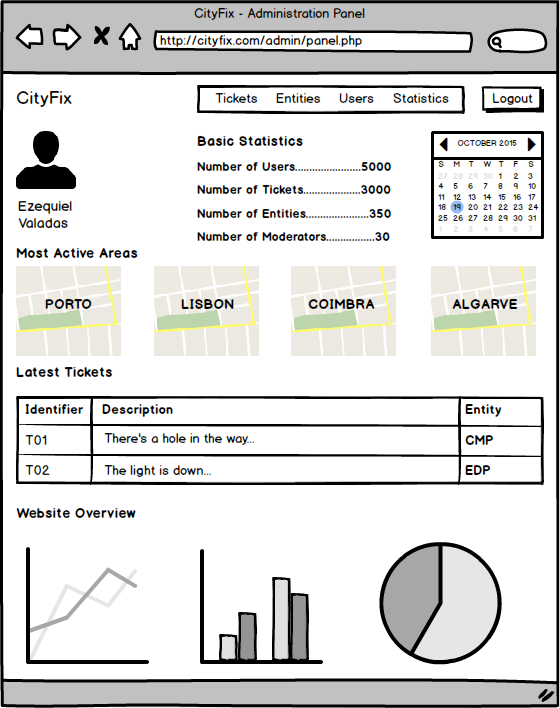 CityFix - Administration Panel
http://cityfix.com/admin/panel.php
CityFix
Tickets Entities Users Statistics
Logout
Ezequiel
Valadas
Basic Statistics
Number of Users.......................5000
Number of Tickets....................3000
Number of Entities......................350
Number of Moderators.................30
OCTOBER 2015
S M T W T F S
27 28 29 30 1 2 3
4 5 6 7 8 9 10
11 12 13 14 15 16 17
18 19 20 21 22 23 24
25 26 27 28 29 30 31
1 2 3 4 5 6 7
Most Active Areas
PORTO
LISBON
COIMBRA
ALGARVE
Latest Tickets
Identifier Description Entity
T01 There's a hole in the way... CMP
T02 The light is down... EDP
Website Overview